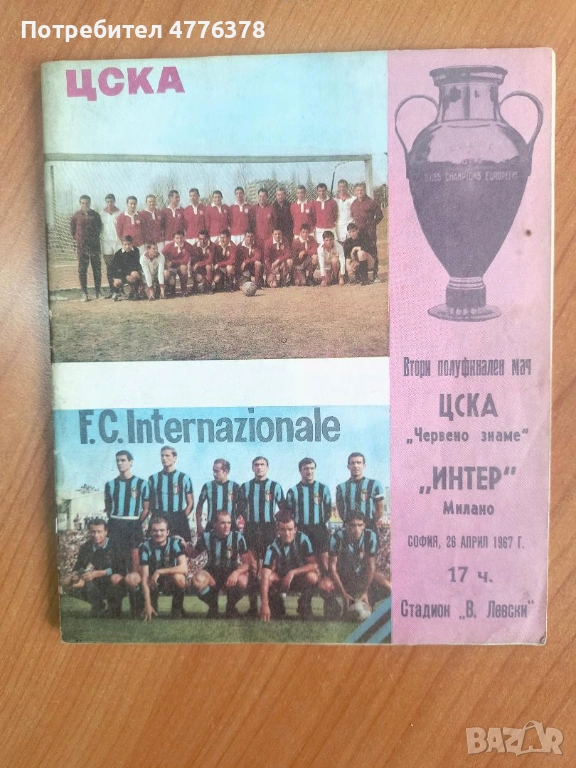 Потребител 4776378
ЦСКА
F.C. Internazionale
Втори полуфинален мач
ЦСКА
„Червено знаме"
„ИНТЕР"
Милано
СОФИЯ, 26 АПРИЛ 1967 Г.
17 ч.
Стадион „В. Левски"
BAZAR